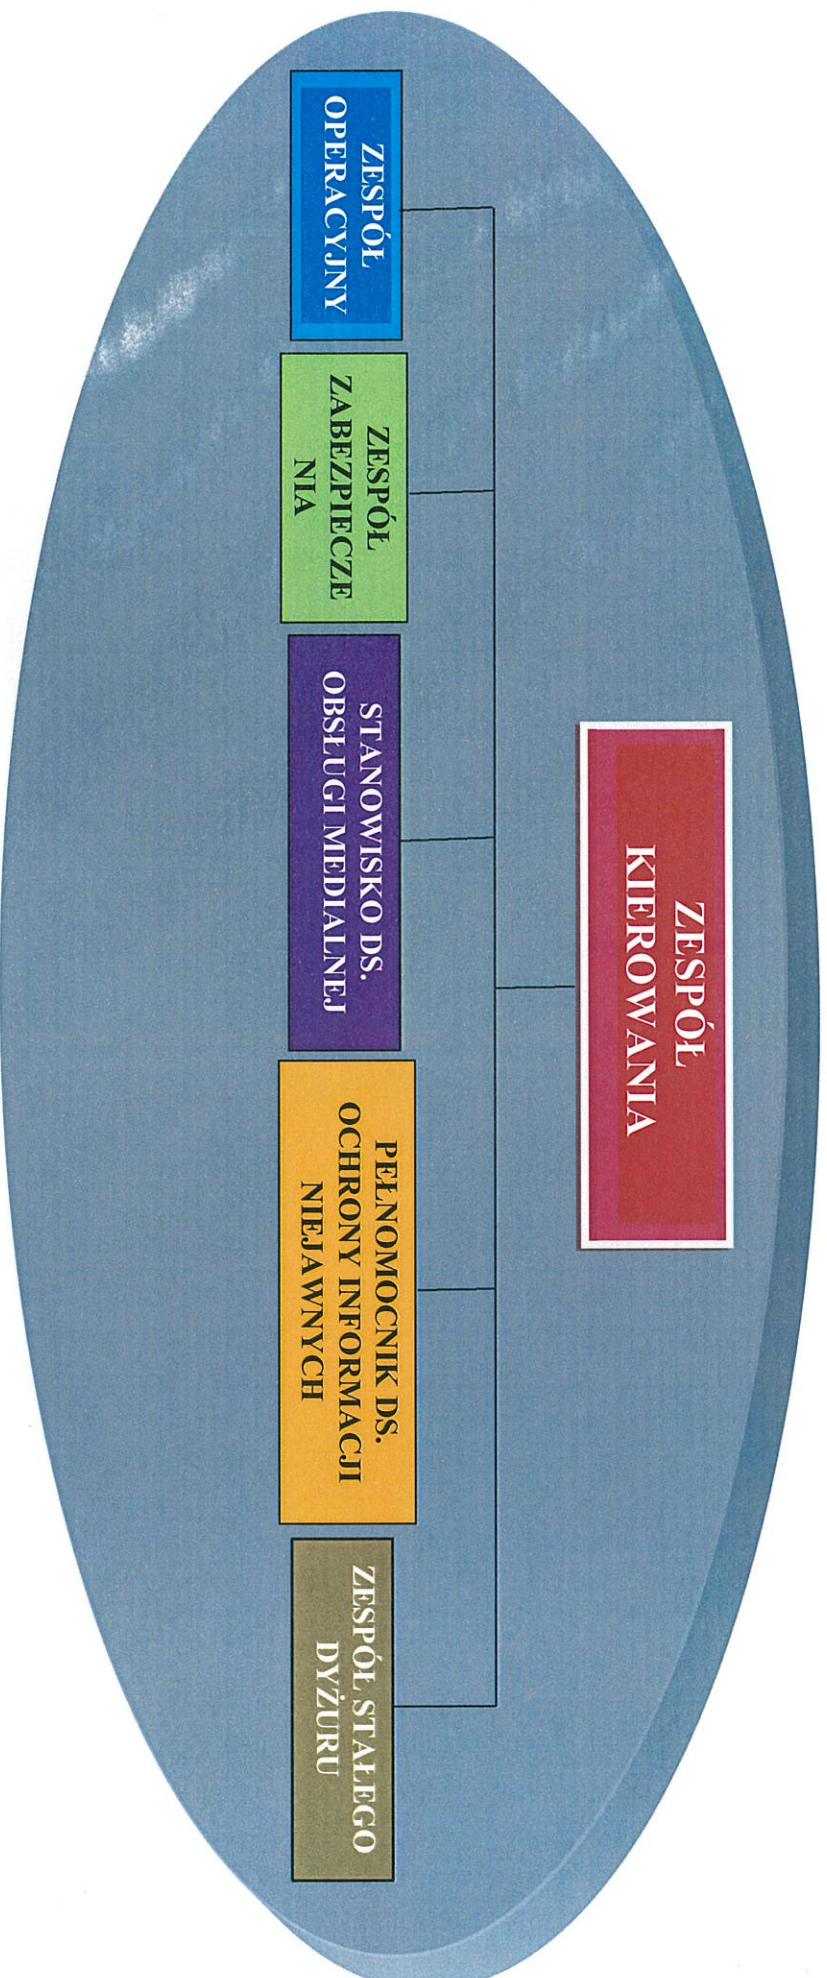 ZESPÓŁ
KIEROWANIA
ZESPÓŁ
OPERACYJNY
ZESPÓŁ
ZABEZPIECZE
NIA
STANOWISKO DS.
OBSŁUGI MEDIALNEJ
PEŁNOMOCNIK DS.
OCHRONY INFORMACJI
NIEJAWNYCH
ZESPÓŁ STAŁEGO
DYŻURU